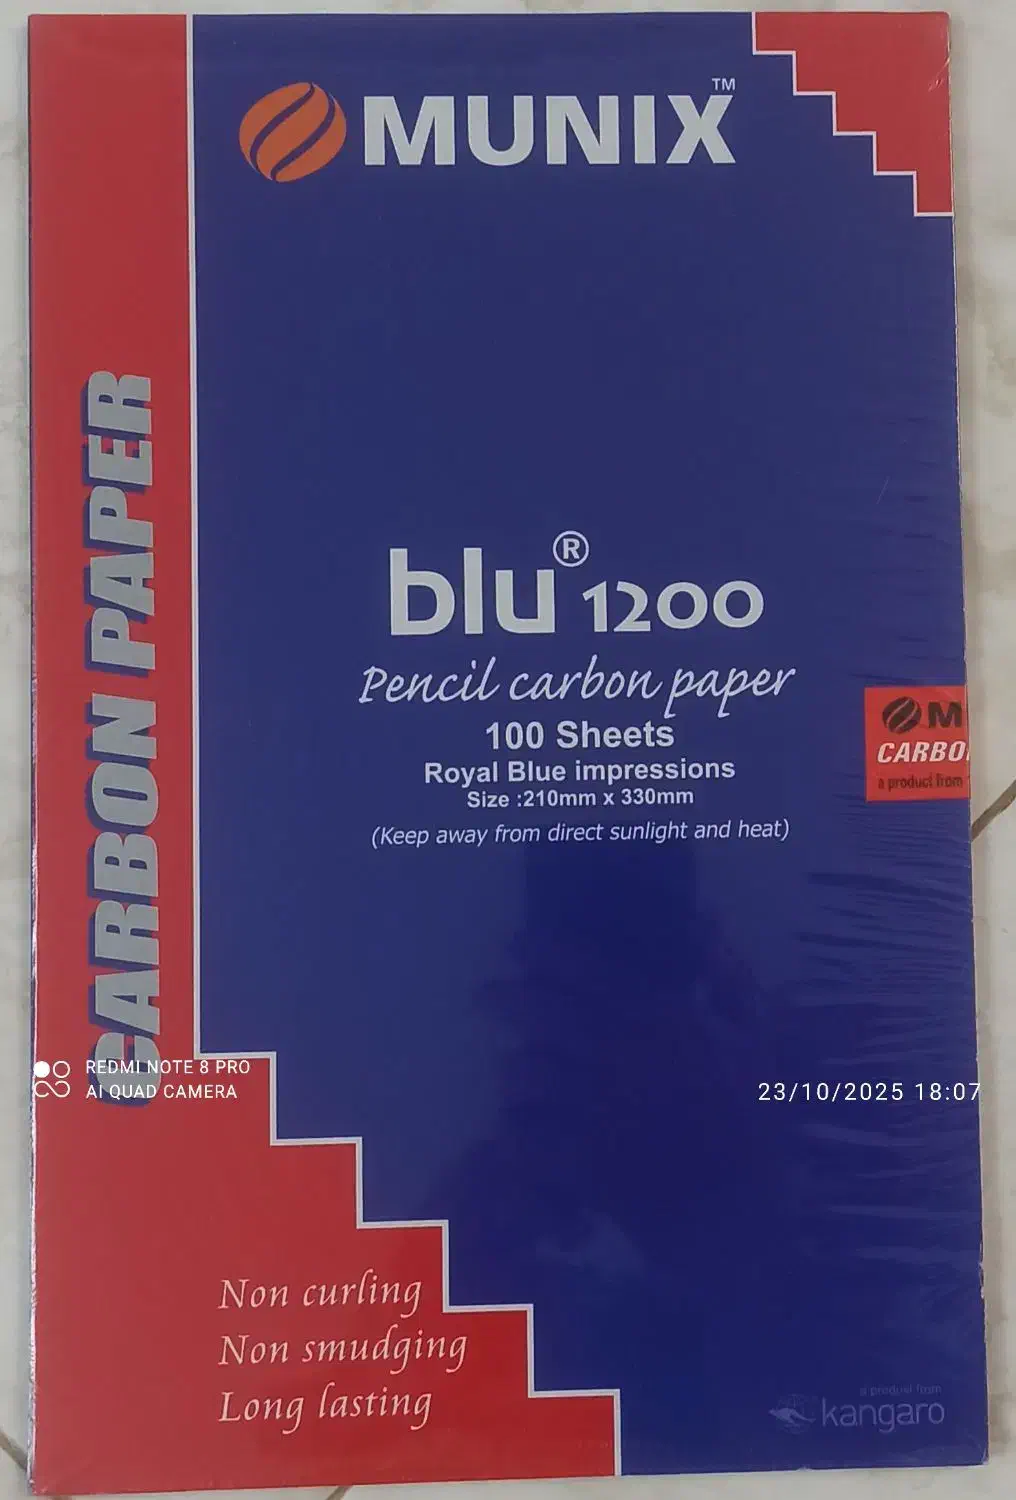 MUNIX™
CARBON PAPER
blu® 1200
Pencil carbon paper
100 Sheets
Royal Blue impressions
Size :210mm x 330mm
(Keep away from direct sunlight and heat)
M
CARBO
a product from
REDMI NOTE 8 PRO
AI QUAD CAMERA
23/10/2025 18:07
Non curling
Non smudging
Long lasting
a product from
kangaro